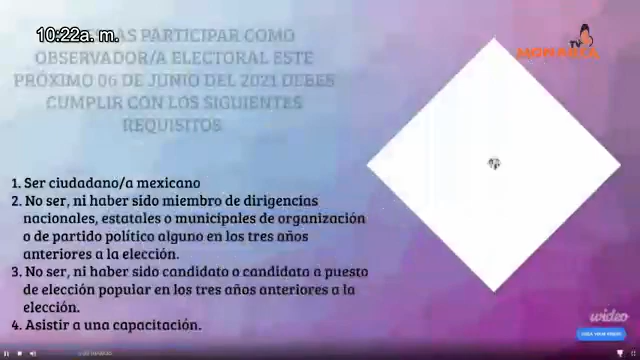 10:22a. m.
PARTICIPAR COMO
OBSERVADOR/A ELECTORAL ESTE
PRÓXIMO 06 DE JUNIO DEL 2021 DEBES
CUMPLIR CON LOS SIGUIENTES
REQUISITOS
TV
1. Ser ciudadano/a mexicano
2. No ser, ni haber sido miembro de dirigencias
nacionales, estatales o municipales de organización
o de partido político alguno en los tres años
anteriores a la elección.
3. No ser, ni haber sido candidato o candidata a puesto
de elección popular en los tres años anteriores a la
elección.
4. Asistir a una capacitación.
wideo